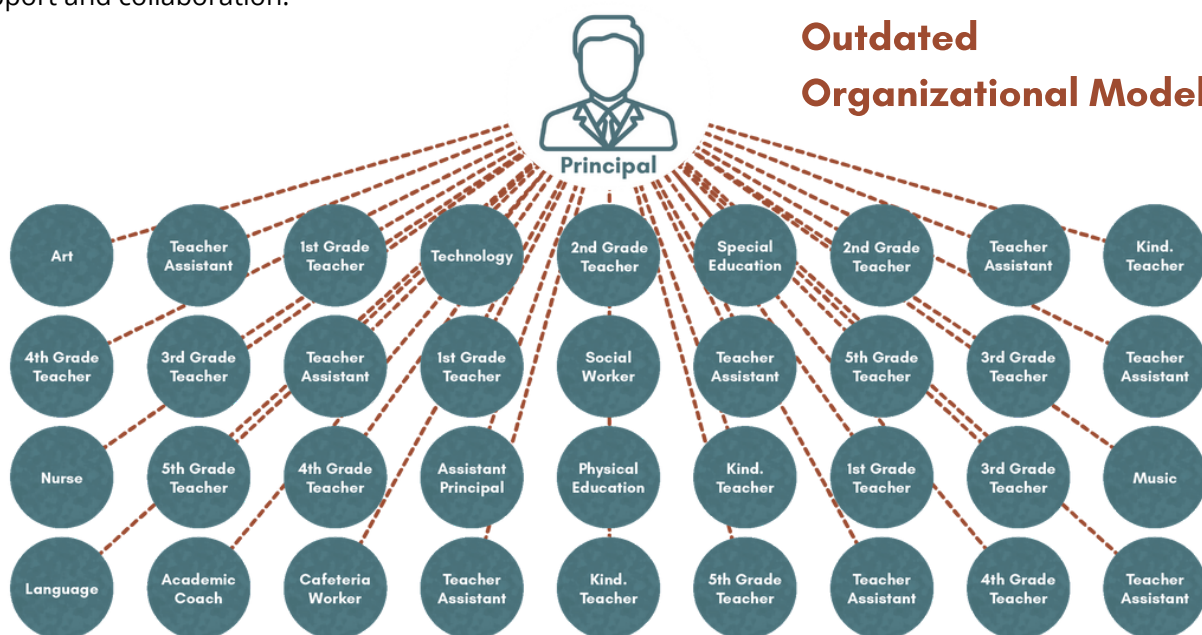 port and collaboration.
Outdated
Organizational Model
Principal
Art
Teacher
Assistant
1st Grade
Teacher
Technology
2nd Grade
Teacher
Special
Education
2nd Grade
Teacher
Teacher
Assistant
Kind.
Teacher
4th Grade
Teacher
3rd Grade
Teacher
Teacher
Assistant
1st Grade
Teacher
Social
Worker
Teacher
Assistant
5th Grade
Teacher
3rd Grade
Teacher
Teacher
Assistant
Nurse
5th Grade
Teacher
4th Grade
Teacher
Assistant
Principal
Physical
Education
Kind.
Teacher
1st Grade
Teacher
3rd Grade
Teacher
Music
Language
Academic
Coach
Cafeteria
Worker
Teacher
Assistant
Kind.
Teacher
5th Grade
Teacher
Teacher
Assistant
4th Grade
Teacher
Teacher
Assistant